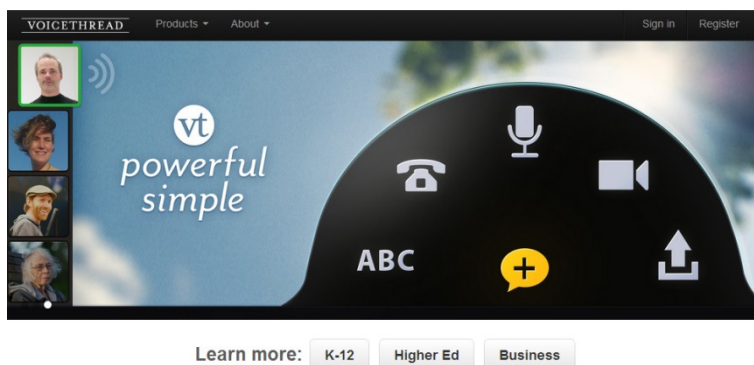 VOICETHREAD Products About Sign in Register
vt
powerful
simple
ABC
Learn more: K-12 Higher Ed Business